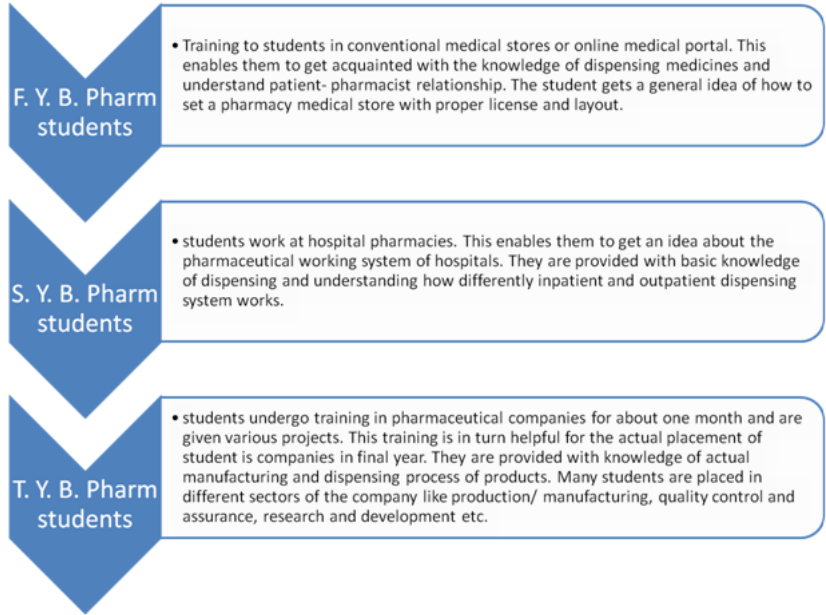 F. Y. B. Pharm
students
• Training to students in conventional medical stores or online medical portal. This
enables them to get acquainted with the knowledge of dispensing medicines and
understand patient- pharmacist relationship. The student gets a general idea of how to
set a pharmacy medical store with proper license and layout.
S. Y. B. Pharm
students
• students work at hospital pharmacies. This enables them to get an idea about the
pharmaceutical working system of hospitals. They are provided with basic knowledge
of dispensing and understanding how differently inpatient and outpatient dispensing
system works.
T. Y. B. Pharm
students
• students undergo training in pharmaceutical companies for about one month and are
given various projects. This training is in turn helpful for the actual placement of
student is companies in final year. They are provided with knowledge of actual
manufacturing and dispensing process of products. Many students are placed in
different sectors of the company like production/ manufacturing, quality control and
assurance, research and development etc.